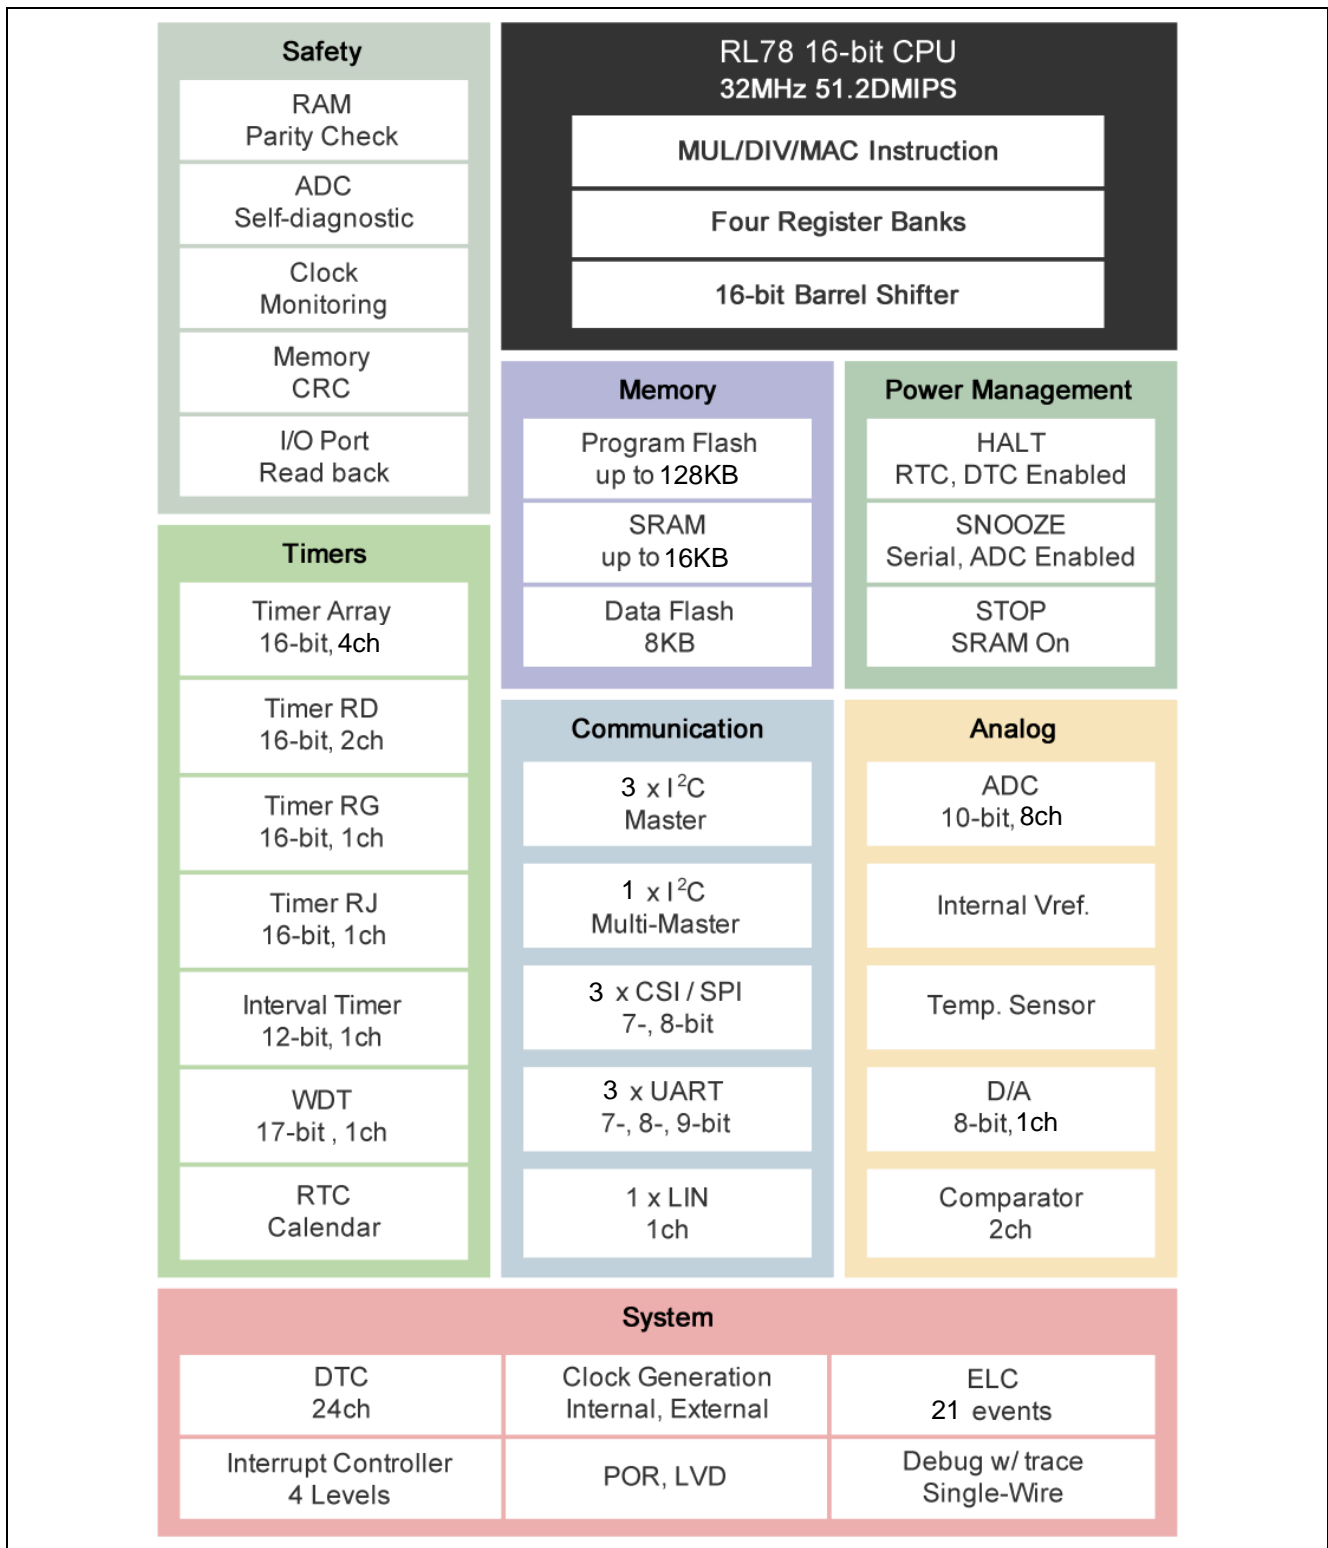 Safety
RAM
Parity Check
ADC
Self-diagnostic
Clock
Monitoring
Memory
CRC
I/O Port
Read back
RL78 16-bit CPU
32MHz 51.2DMIPS
MUL/DIV/MAC Instruction
Four Register Banks
16-bit Barrel Shifter
Memory
Program Flash
up to 128KB
SRAM
up to 16KB
Data Flash
8KB
Power Management
HALT
RTC, DTC Enabled
SNOOZE
Serial, ADC Enabled
STOP
SRAM On
Timers
Timer Array
16-bit, 4ch
Timer RD
16-bit, 2ch
Timer RG
16-bit, 1ch
Timer RJ
16-bit, 1ch
Interval Timer
12-bit, 1ch
WDT
17-bit , 1ch
RTC
Calendar
Communication
3 x I²C
Master
1 x I²C
Multi-Master
3 x CSI / SPI
7-, 8-bit
3 x UART
7-, 8-, 9-bit
1 x LIN
1ch
Analog
ADC
10-bit, 8ch
Internal Vref.
Temp. Sensor
D/A
8-bit, 1ch
Comparator
2ch
System
DTC
24ch
Clock Generation
Internal, External
ELC
21 events
Interrupt Controller
4 Levels
POR, LVD
Debug w/ trace
Single-Wire